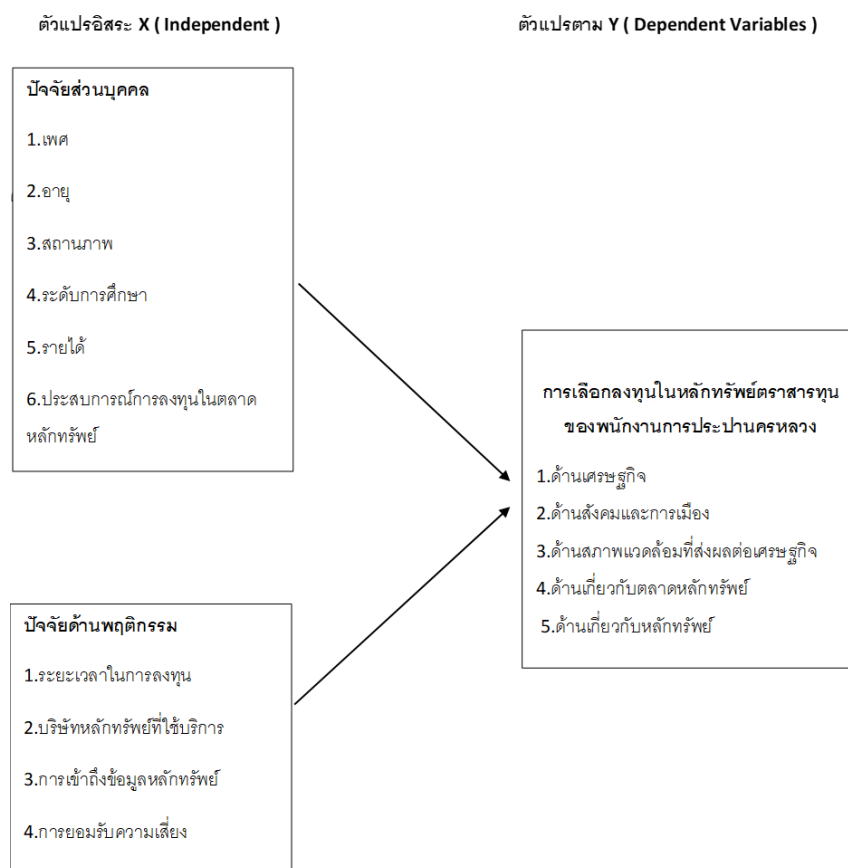 ตัวแปรอิสระ X ( Independent )
ตัวแปรตาม Y ( Dependent Variables )
ปัจจัยส่วนบุคคล
1.เพศ
2.อายุ
3.สถานภาพ
4.ระดับการศึกษา
5.รายได้
6.ประสบการณ์การลงทุนในตลาด
หลักทรัพย์
ปัจจัยด้านพฤติกรรม
1.ระยะเวลาในการลงทุน
2.บริษัทหลักทรัพย์ที่ใช้บริการ
3.การเข้าถึงข้อมูลหลักทรัพย์
4.การยอมรับความเสี่ยง
การเลือกลงทุนในหลักทรัพย์ตราสารทุน
ของพนักงานการประปานครหลวง
1.ด้านเศรษฐกิจ
2.ด้านสังคมและการเมือง
3.ด้านสภาพแวดล้อมที่ส่งผลต่อเศรษฐกิจ
4.ด้านเกี่ยวกับตลาดหลักทรัพย์
5.ด้านเกี่ยวกับหลักทรัพย์